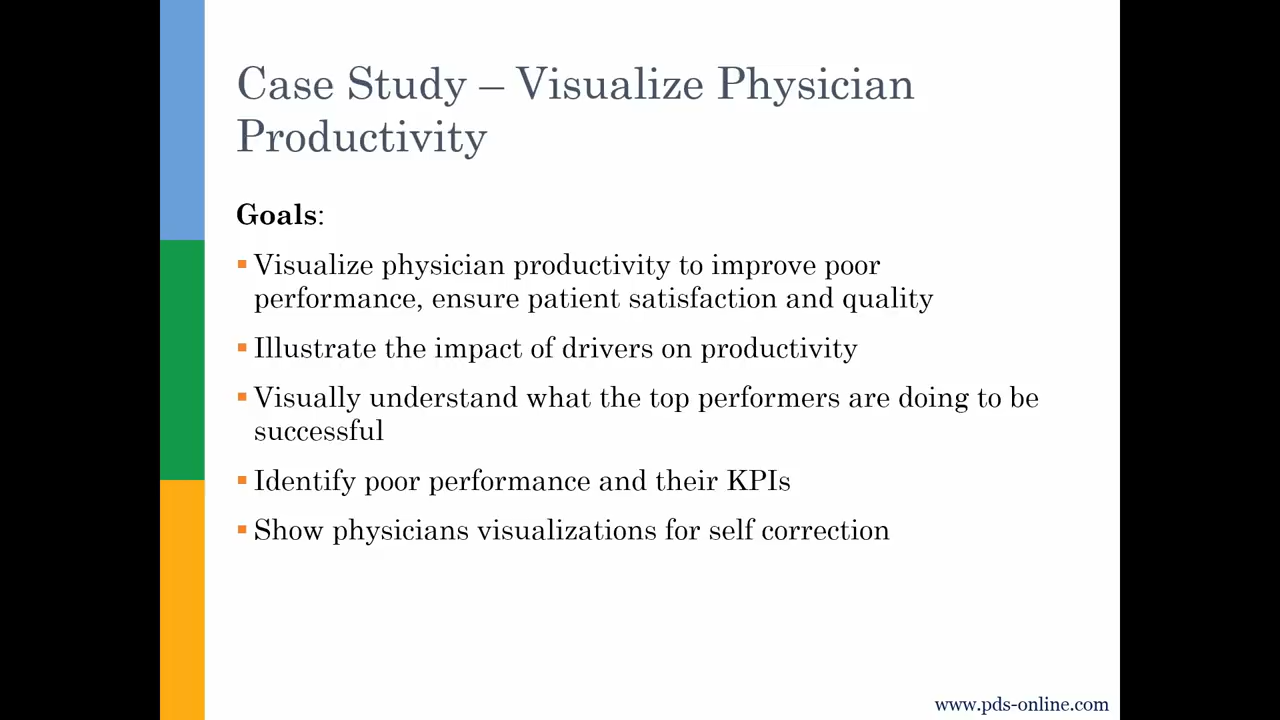 Case Study – Visualize Physician
Productivity
Goals:
▪ Visualize physician productivity to improve poor
performance, ensure patient satisfaction and quality
▪ Illustrate the impact of drivers on productivity
▪ Visually understand what the top performers are doing to be
successful
▪ Identify poor performance and their KPIs
▪ Show physicians visualizations for self correction
www.pds-online.com